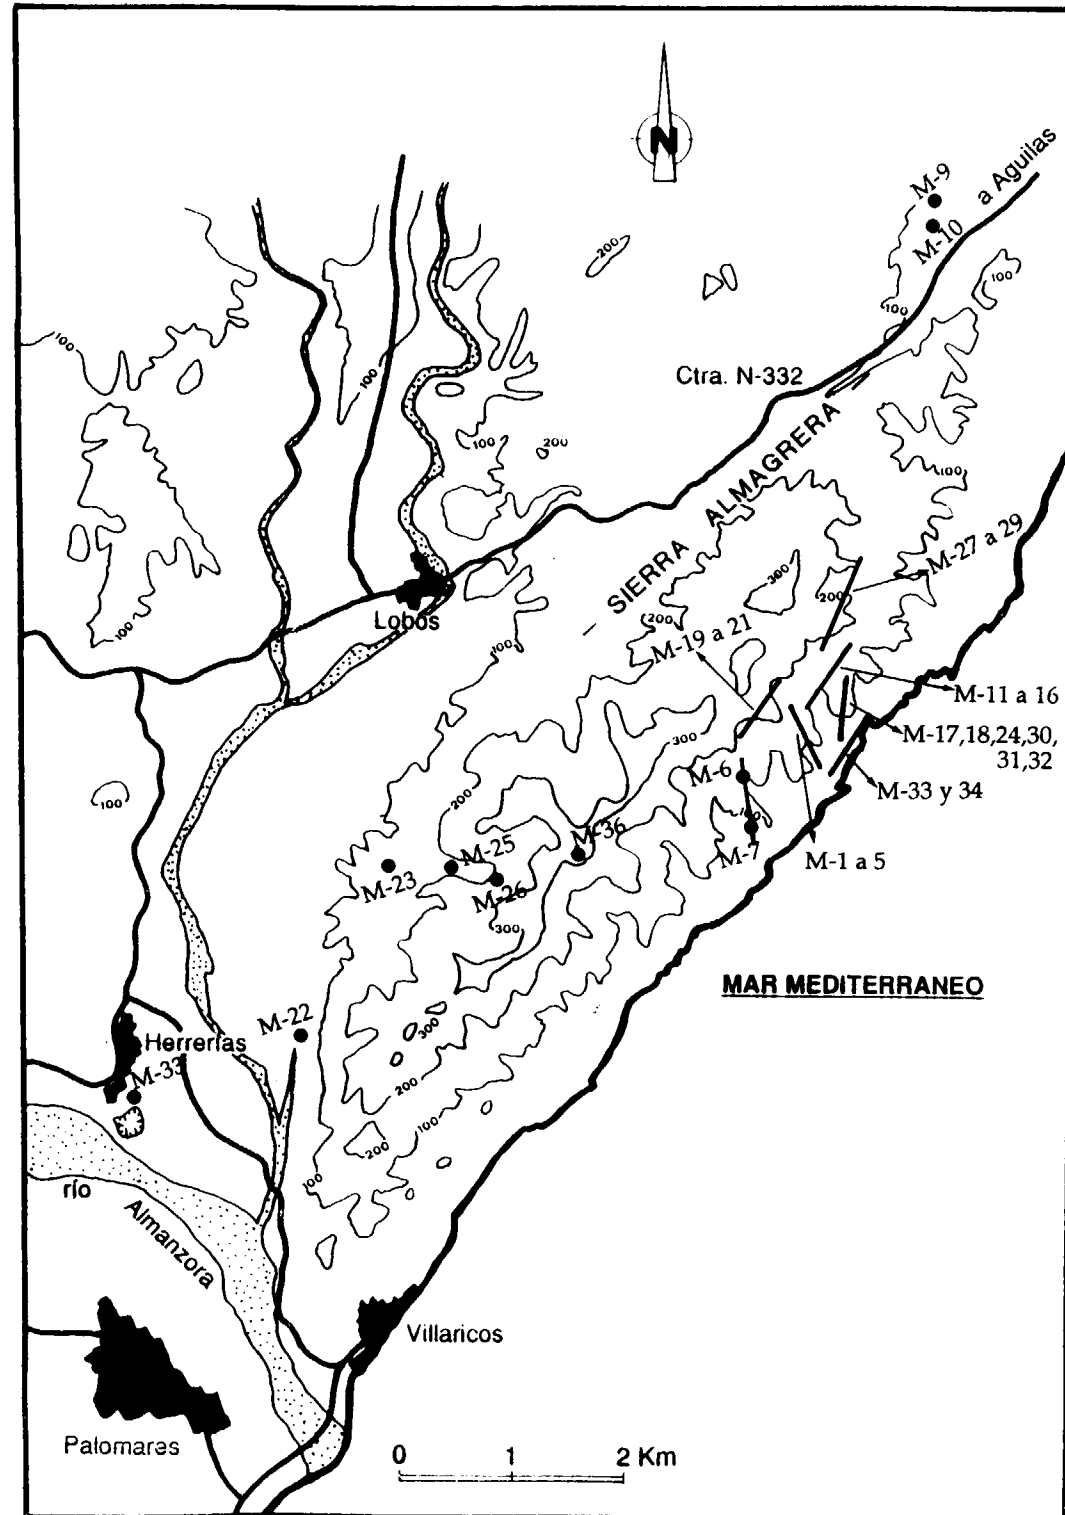 N
M-9
a Aguilas
M-10
200
100
100
100
100
Ctra. N-332
100
200
100
SIERRA ALMAGRERA
M-27 a 29
300
200
200
Lobos
100
100
M-19 a 21
M-11 a 16
300
M-17,18,24,30,
31,32
M-6
M-33 y 34
100
200
100
M-36
M-25
M-7
M-1 a 5
M-23
M-26
300
MAR MEDITERRANEO
M-22
300
Herrerías
M-33
200
100
200
100
río
Almanzora
Villaricos
Palomares
0 1 2 Km